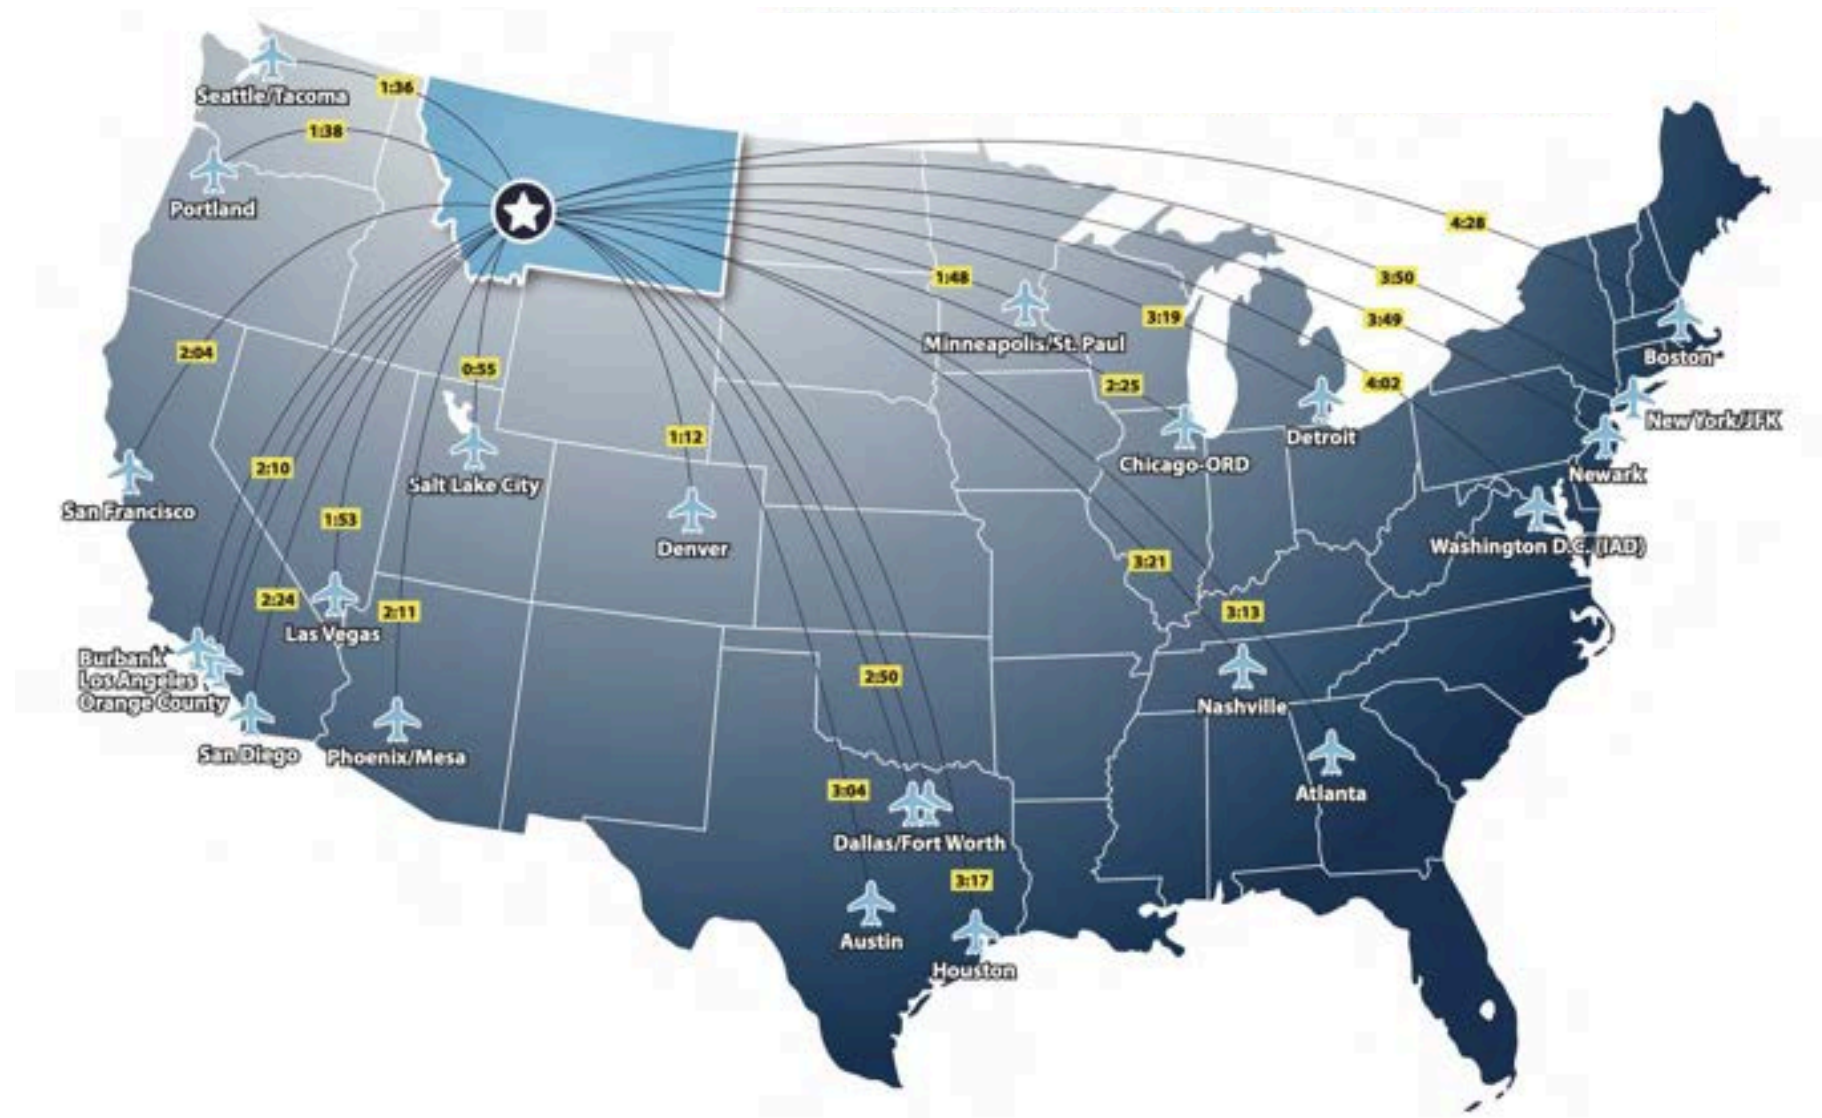 1:36
Seattle/Tacoma
1:38
Portland
4:28
1:48
3:50
3:19
3:49
Minneapolis/St. Paul
Boston
2:04
0:55
2:25
4:02
New York/JFK
1:12
Detroit
Chicago-ORD
2:10
Newark
Salt Lake City
San Francisco
1:53
Denver
Washington D.C. (IAD)
3:21
2:24
2:11
3:13
Las Vegas
Burbank
Los Angeles
Orange County
2:50
Nashville
San Diego
Phoenix/Mesa
3:04
Atlanta
Dallas/Fort Worth
3:17
Austin
Houston